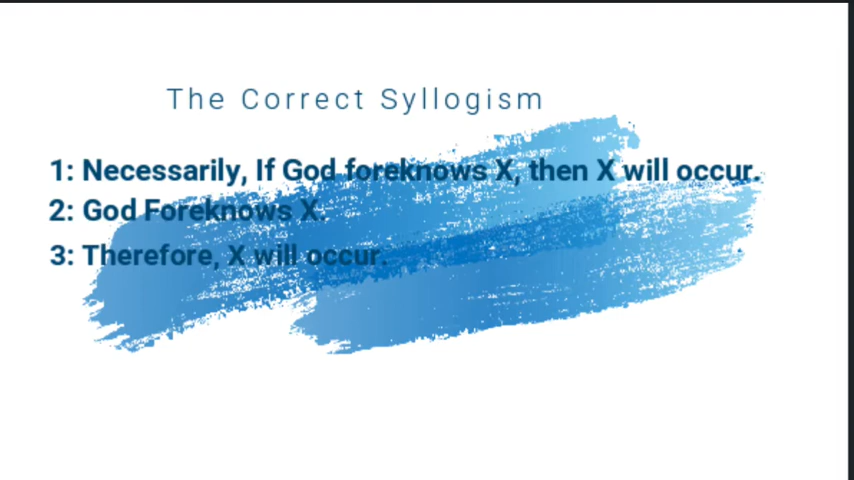 The Correct Syllogism
1: Necessarily, If God foreknows X, then X will occur.
2: God Foreknows X.
3: Therefore, X will occur.